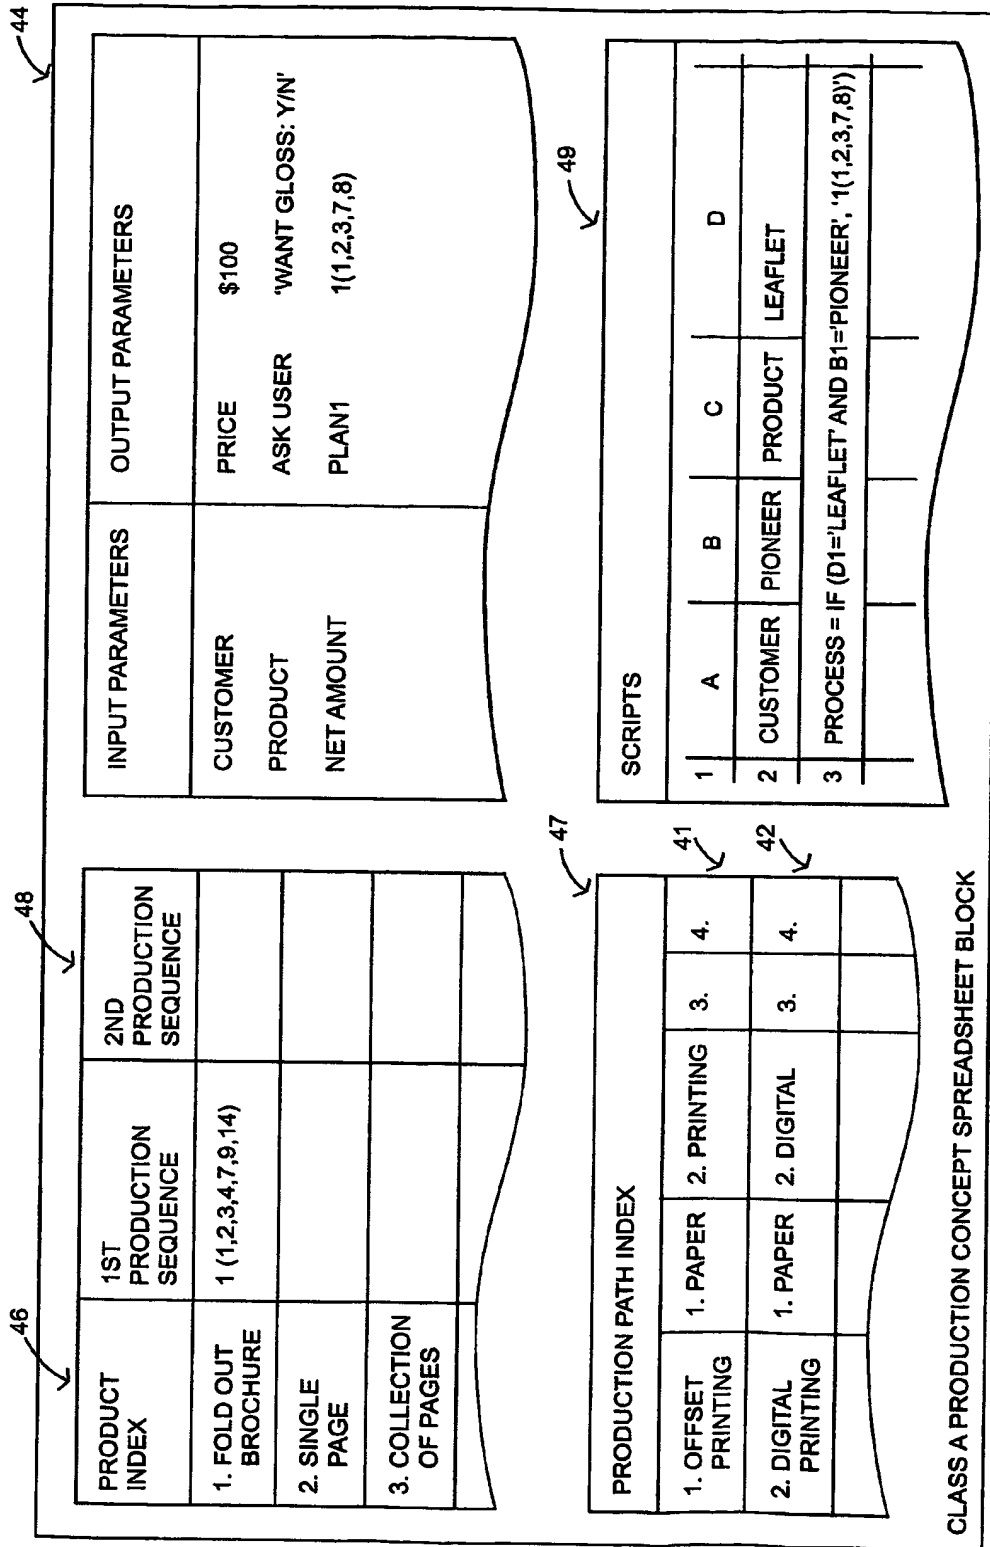 44
46
48
PRODUCT INDEX
1ST PRODUCTION SEQUENCE
2ND PRODUCTION SEQUENCE
1. FOLD OUT BROCHURE
1 (1,2,3,4,7,9,14)
2. SINGLE PAGE
3. COLLECTION OF PAGES
INPUT PARAMETERS
OUTPUT PARAMETERS
CUSTOMER
PRICE
$100
PRODUCT
ASK USER
'WANT GLOSS: Y/N'
NET AMOUNT
PLAN1
1(1,2,3,7,8)
47
PRODUCTION PATH INDEX
41
1. OFFSET PRINTING
1. PAPER
2. PRINTING
3.
4.
42
2. DIGITAL PRINTING
1. PAPER
2. DIGITAL
3.
4.
49
SCRIPTS
1
A
B
C
D
2
CUSTOMER
PIONEER
PRODUCT
LEAFLET
3
PROCESS = IF (D1='LEAFLET' AND B1='PIONEER', '1(1,2,3,7,8)')
CLASS A PRODUCTION CONCEPT SPREADSHEET BLOCK